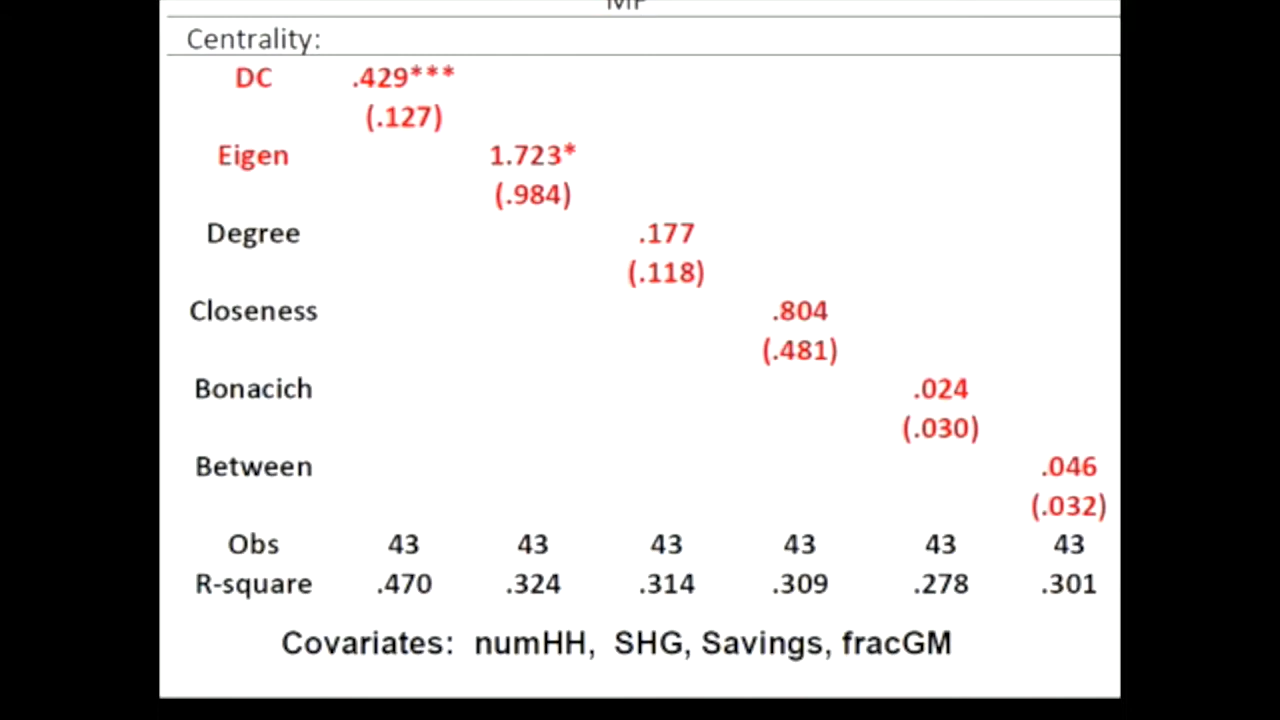 Centrality:
DC .429***
(.127)
Eigen 1.723*
(.984)
Degree .177
(.118)
Closeness .804
(.481)
Bonacich .024
(.030)
Between .046
(.032)
Obs 43 43 43 43 43 43
R-square .470 .324 .314 .309 .278 .301
Covariates: numHH, SHG, Savings, fracGM